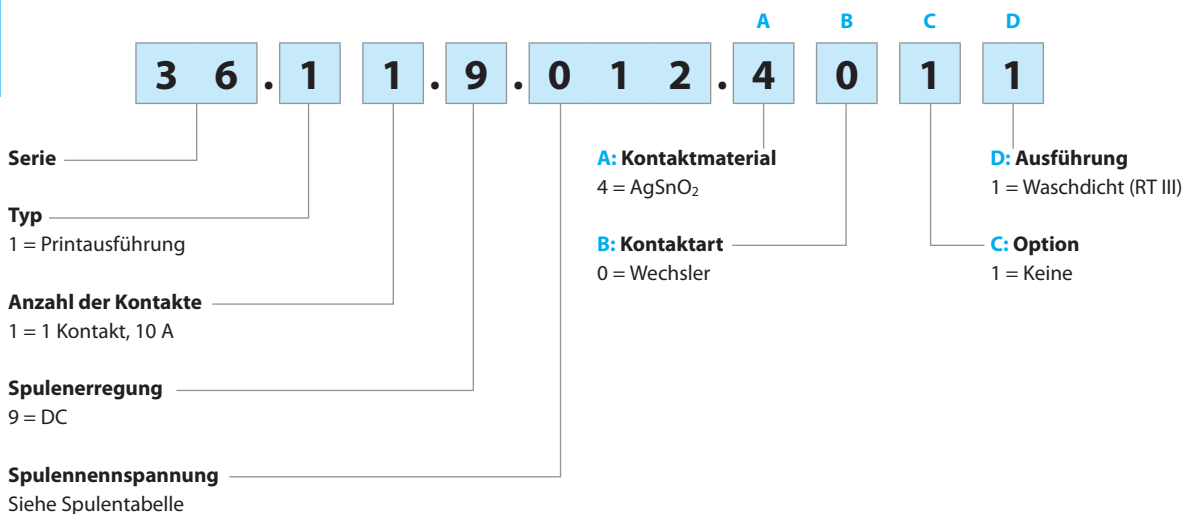 A B C D
3 6 . 1 1 . 9 . 0 1 2 . 4 0 1 1
Serie
Typ
1 = Printausführung
Anzahl der Kontakte
1 = 1 Kontakt, 10 A
Spulenerregung
9 = DC
Spulennennspannung
Siehe Spulentabelle
A: Kontaktmaterial
4 = AgSnO₂
B: Kontaktart
0 = Wechsler
D: Ausführung
1 = Waschdicht (RT III)
C: Option
1 = Keine